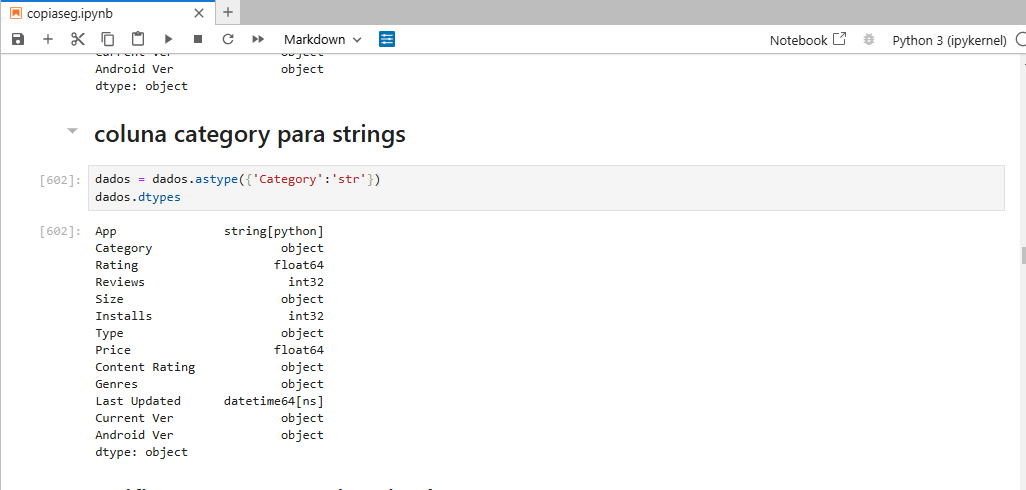 copiaseg.ipynb
Markdown
Notebook
Python 3 (ipykernel)
Current Ver object
Android Ver object
dtype: object
coluna category para strings
[602]: dados = dados.astype({'Category':'str'})
dados.dtypes
[602]: App string[python]
Category object
Rating float64
Reviews int32
Size object
Installs int32
Type object
Price float64
Content Rating object
Genres object
Last Updated datetime64[ns]
Current Ver object
Android Ver object
dtype: object